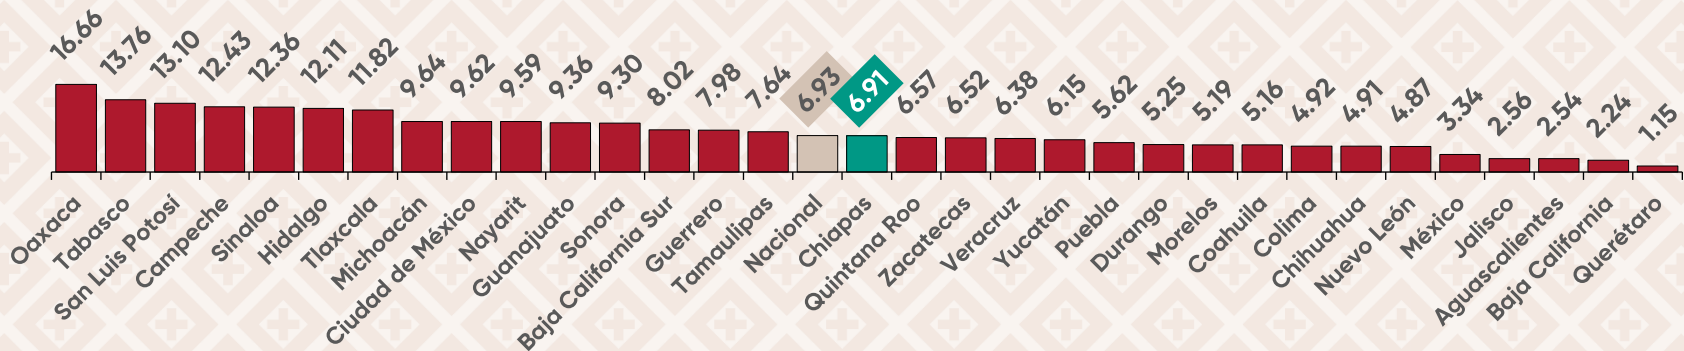 16.66
13.76
13.10
12.43
12.36
12.11
11.82
9.64
9.62
9.59
9.36
9.30
8.02
7.98
7.64
6.93
6.91
6.57
6.52
6.38
6.15
5.62
5.25
5.19
5.16
4.92
4.91
4.87
3.34
2.56
2.54
2.24
1.15
Oaxaca
Tabasco
San Luis Potosí
Campeche
Sinaloa
Hidalgo
Tlaxcala
Michoacán
Ciudad de México
Nayarit
Guanajuato
Sonora
Baja California Sur
Guerrero
Tamaulipas
Nacional
Chiapas
Quintana Roo
Zacatecas
Veracruz
Yucatán
Puebla
Durango
Morelos
Coahuila
Colima
Chihuahua
Nuevo León
México
Jalisco
Aguascalientes
Baja California
Querétaro